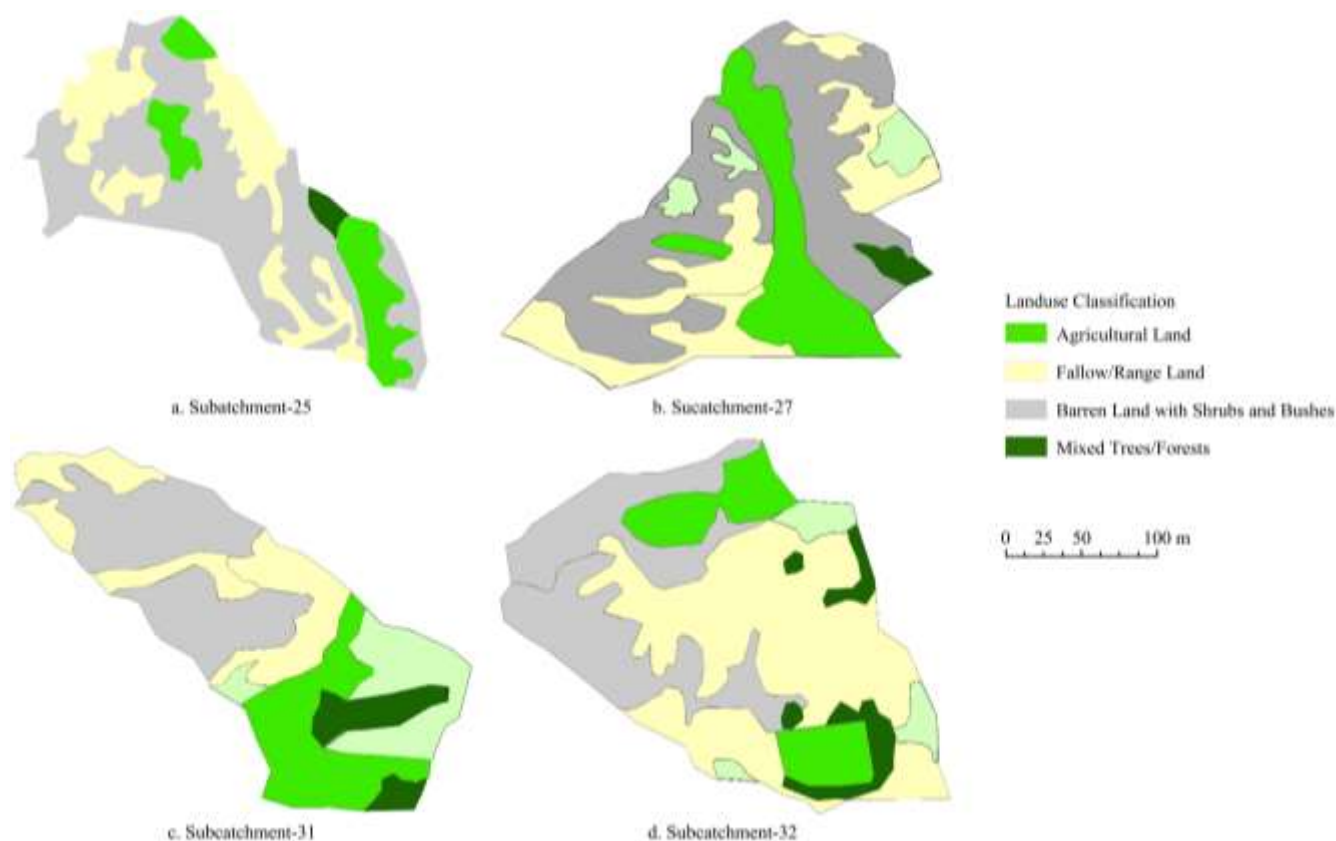 a. Subatchment-25
b. Sucatchment-27
Landuse Classification
Agricultural Land
Fallow/Range Land
Barren Land with Shrubs and Bushes
Mixed Trees/Forests
0 25 50 100 m
c. Subcatchment-31
d. Subcatchment-32